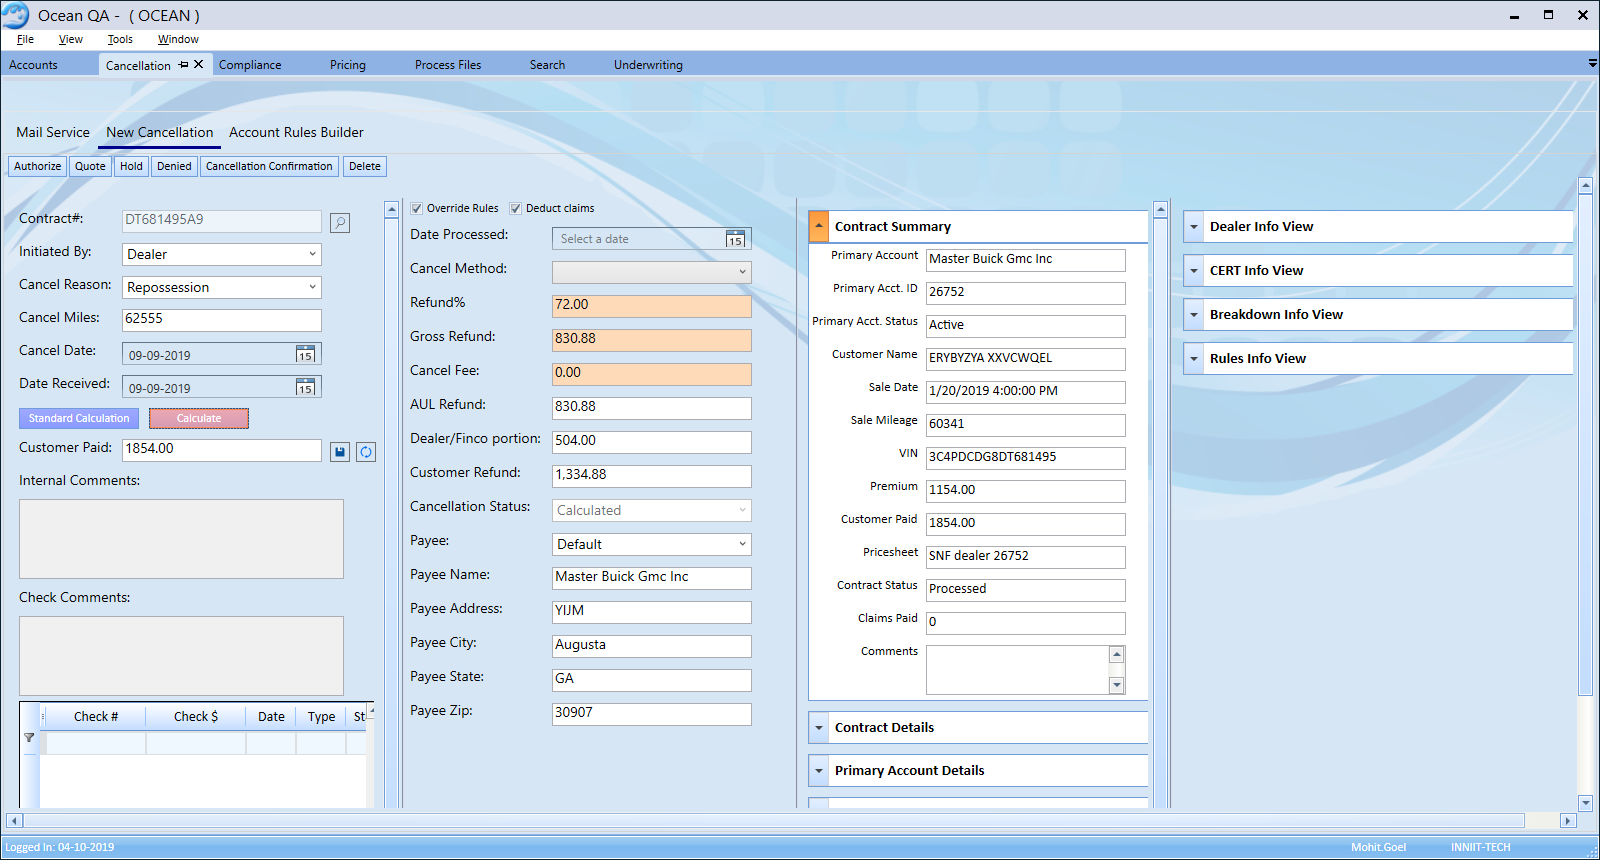 Ocean QA - ( OCEAN )
File View Tools Window
Accounts Cancellation Compliance Pricing Process Files Search Underwriting
Mail Service New Cancellation Account Rules Builder
Authorize Quote Hold Denied Cancellation Confirmation Delete
Contract#: DT681495A9
Initiated By: Dealer
Cancel Reason: Repossession
Cancel Miles: 62555
Cancel Date: 09-09-2019 15
Date Received: 09-09-2019 15
Standard Calculation Calculate
Customer Paid: 1854.00
Internal Comments:
Check Comments:
Check # Check $ Date Type St
Override Rules Deduct claims
Date Processed: Select a date 15
Cancel Method:
Refund% 72.00
Gross Refund: 830.88
Cancel Fee: 0.00
AUL Refund: 830.88
Dealer/Finco portion: 504.00
Customer Refund: 1,334.88
Cancellation Status: Calculated
Payee: Default
Payee Name: Master Buick Gmc Inc
Payee Address: YIJM
Payee City: Augusta
Payee State: GA
Payee Zip: 30907
Contract Summary
Primary Account Master Buick Gmc Inc
Primary Acct. ID 26752
Primary Acct. Status Active
Customer Name ERYBYZYA XXVCWQEL
Sale Date 1/20/2019 4:00:00 PM
Sale Mileage 60341
VIN 3C4PDCDG8DT681495
Premium 1154.00
Customer Paid 1854.00
Pricesheet SNF dealer 26752
Contract Status Processed
Claims Paid 0
Comments
Contract Details
Primary Account Details
Dealer Info View
CERT Info View
Breakdown Info View
Rules Info View
Logged In: 04-10-2019 Mohit.Goel INNIIT-TECH